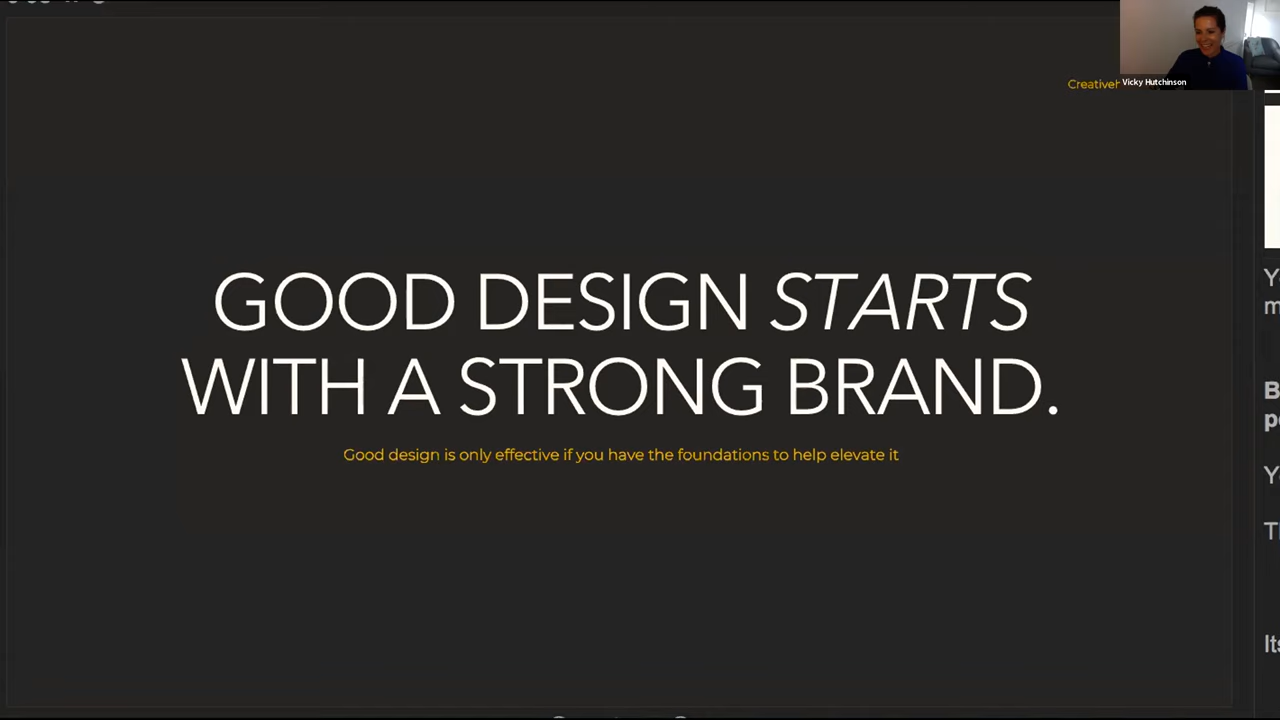 Vicky Hutchinson
GOOD DESIGN STARTS
WITH A STRONG BRAND.
Good design is only effective if you have the foundations to help elevate it